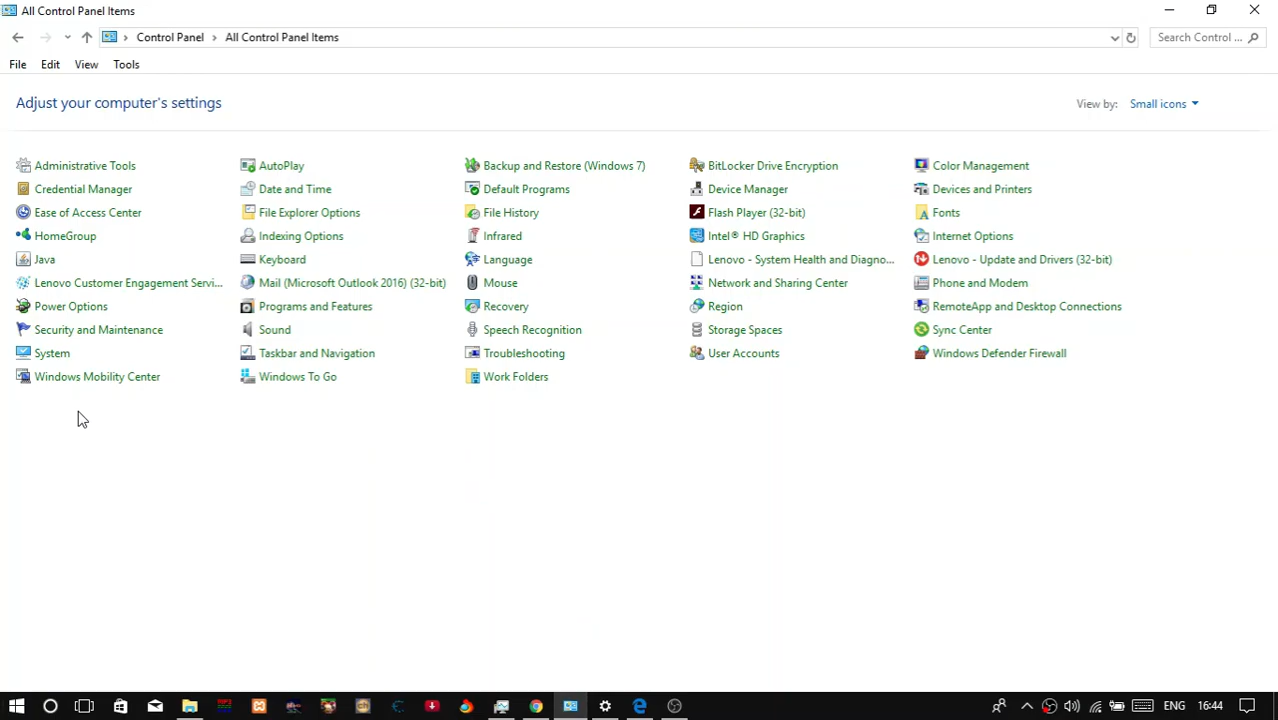 All Control Panel Items
Control Panel All Control Panel Items Search Control ...
File Edit View Tools
Adjust your computer's settings View by: Small icons
Administrative Tools AutoPlay Backup and Restore (Windows 7) BitLocker Drive Encryption Color Management
Credential Manager Date and Time Default Programs Device Manager Devices and Printers
Ease of Access Center File Explorer Options File History Flash Player (32-bit) Fonts
HomeGroup Indexing Options Infrared Intel® HD Graphics Internet Options
Java Keyboard Language Lenovo - System Health and Diagno... Lenovo - Update and Drivers (32-bit)
Lenovo Customer Engagement Servi... Mail (Microsoft Outlook 2016) (32-bit) Mouse Network and Sharing Center Phone and Modem
Power Options Programs and Features Recovery Region RemoteApp and Desktop Connections
Security and Maintenance Sound Speech Recognition Storage Spaces Sync Center
System Taskbar and Navigation Troubleshooting User Accounts Windows Defender Firewall
Windows Mobility Center Windows To Go Work Folders
ENG 16:44